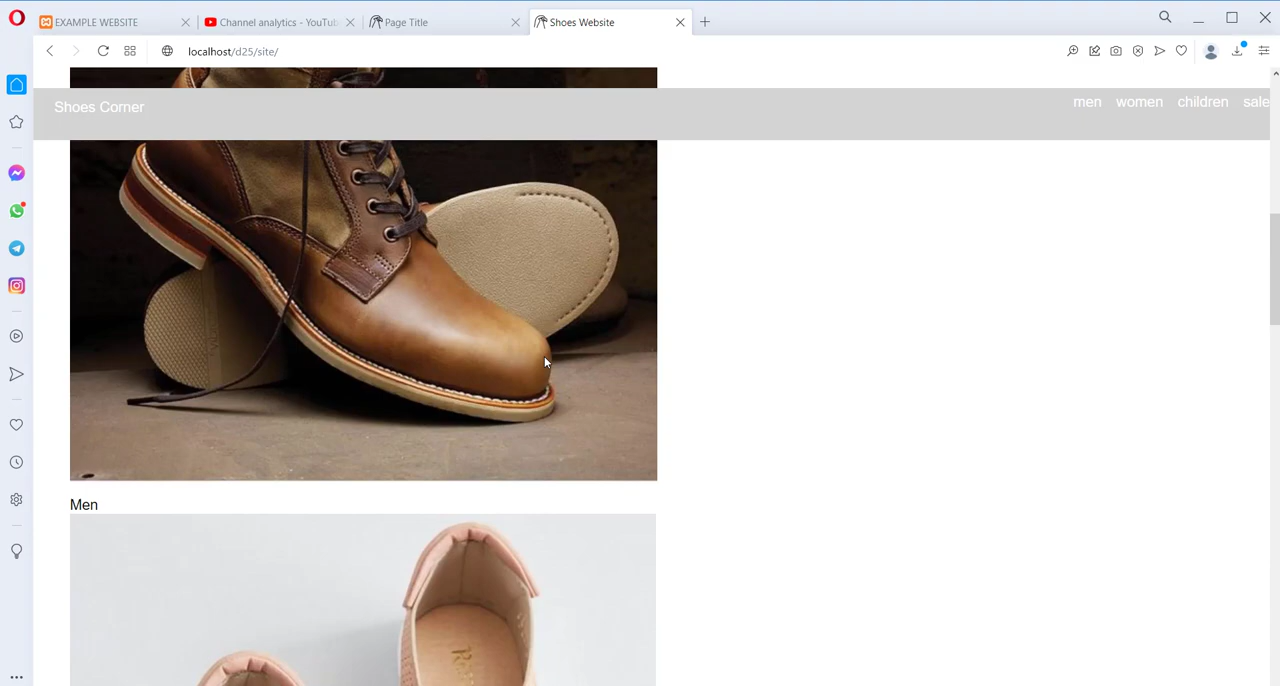 EXAMPLE WEBSITE
Channel analytics - YouTub
Page Title
Shoes Website
localhost/d25/site/
Shoes Corner
men women children sale
Men